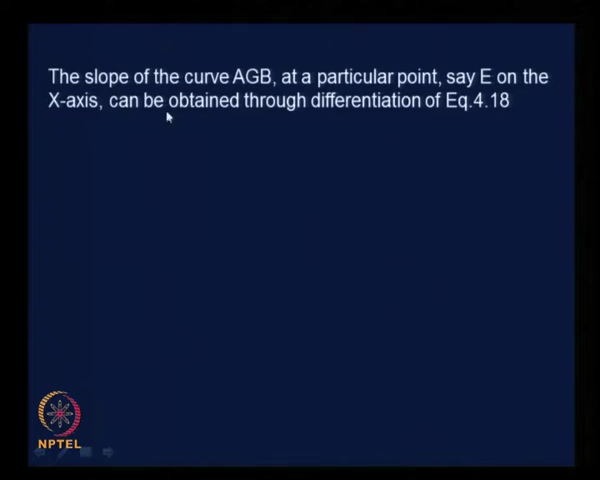 The slope of the curve AGB, at a particular point, say E on the
X-axis, can be obtained through differentiation of Eq.4.18
NPTEL